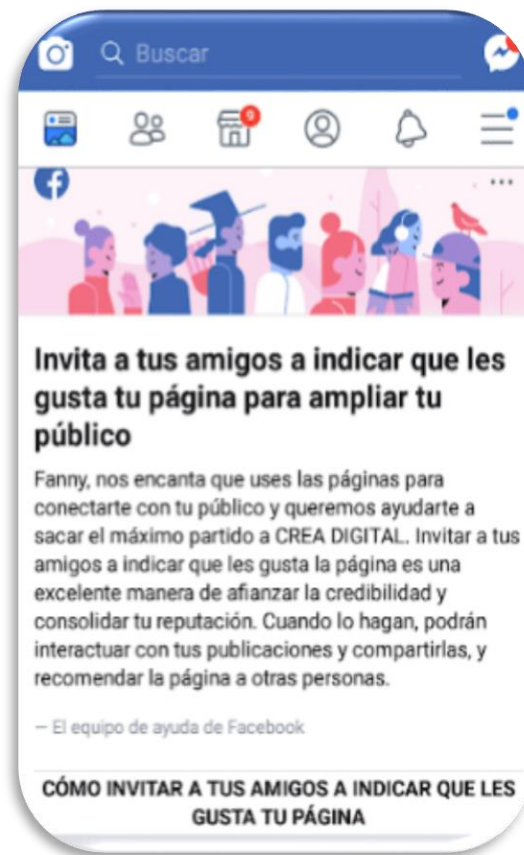 Buscar
9
Invita a tus amigos a indicar que les
gusta tu página para ampliar tu
público
Fanny, nos encanta que uses las páginas para
conectarte con tu público y queremos ayudarte a
sacar el máximo partido a CREA DIGITAL. Invitar a tus
amigos a indicar que les gusta la página es una
excelente manera de afianzar la credibilidad y
consolidar tu reputación. Cuando lo hagan, podrán
interactuar con tus publicaciones y compartirlas, y
recomendar la página a otras personas.
— El equipo de ayuda de Facebook
CÓMO INVITAR A TUS AMIGOS A INDICAR QUE LES
GUSTA TU PÁGINA